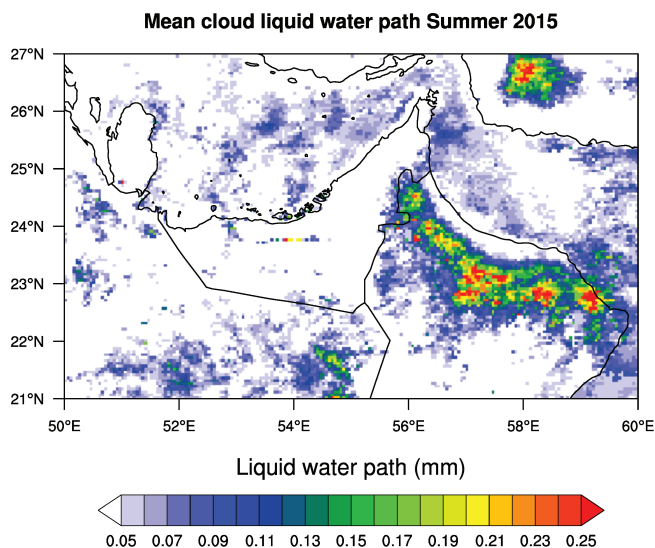 Mean cloud liquid water path Summer 2015
27°N
26°N
25°N
24°N
23°N
22°N
21°N
50°E 52°E 54°E 56°E 58°E 60°E
Liquid water path (mm)
0.05 0.07 0.09 0.11 0.13 0.15 0.17 0.19 0.21 0.23 0.25